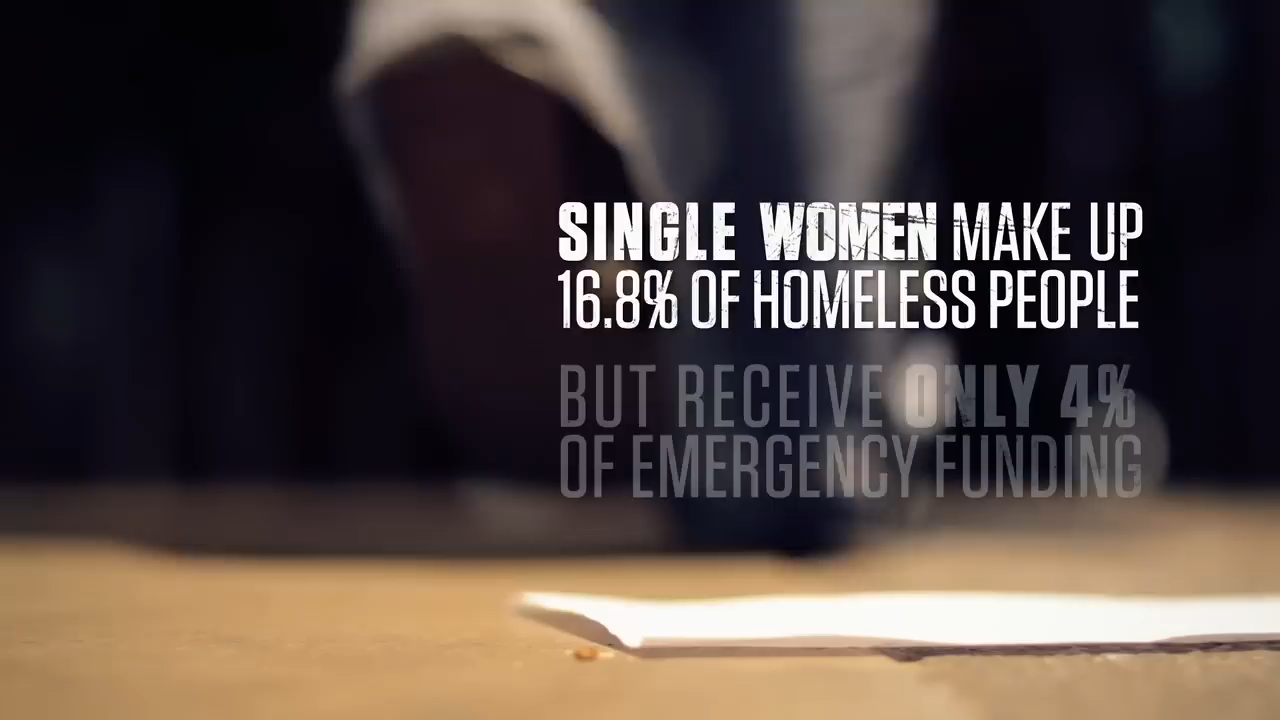 SINGLE WOMEN MAKE UP
16.8% OF HOMELESS PEOPLE
BUT RECEIVE ONLY 4%
OF EMERGENCY FUNDING